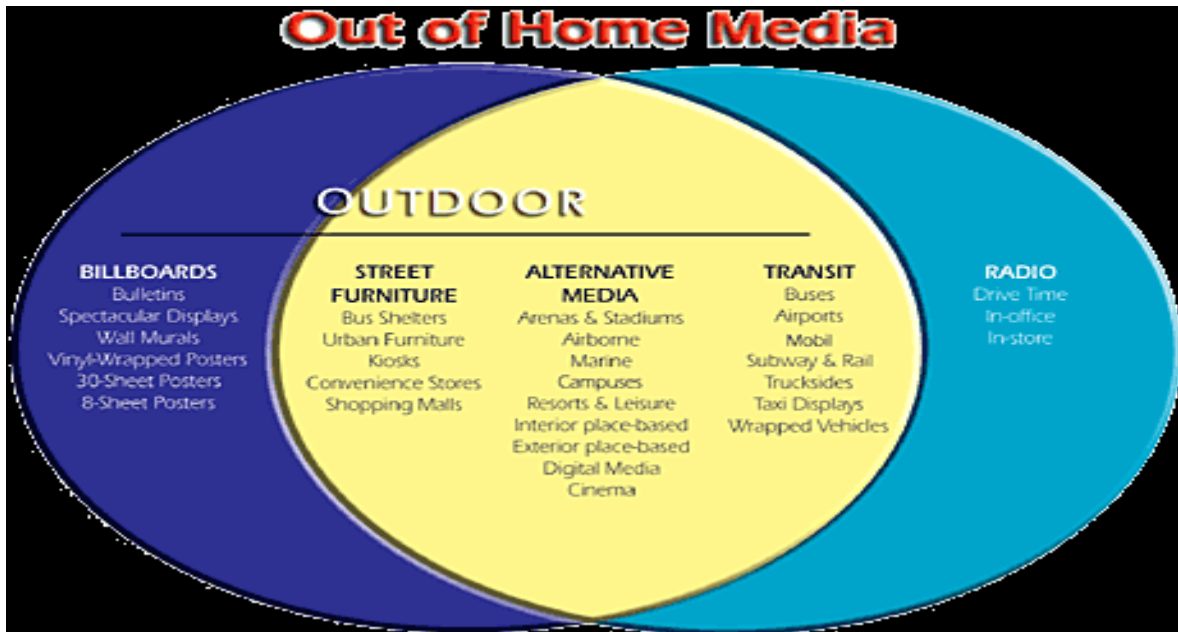 Out of Home Media
OUTDOOR
BILLBOARDS
Bulletins
Spectacular Displays
Wall Murals
Vinyl-Wrapped Posters
30-Sheet Posters
8-Sheet Posters
STREET
FURNITURE
Bus Shelters
Urban Furniture
Kiosks
Convenience Stores
Shopping Malls
ALTERNATIVE
MEDIA
Arenas & Stadiums
Airborne
Marine
Campuses
Resorts & Leisure
Interior place-based
Exterior place-based
Digital Media
Cinema
TRANSIT
Buses
Airports
Mobil
Subway & Rail
Trucksides
Taxi Displays
Wrapped Vehicles
RADIO
Drive Time
In-office
In-store